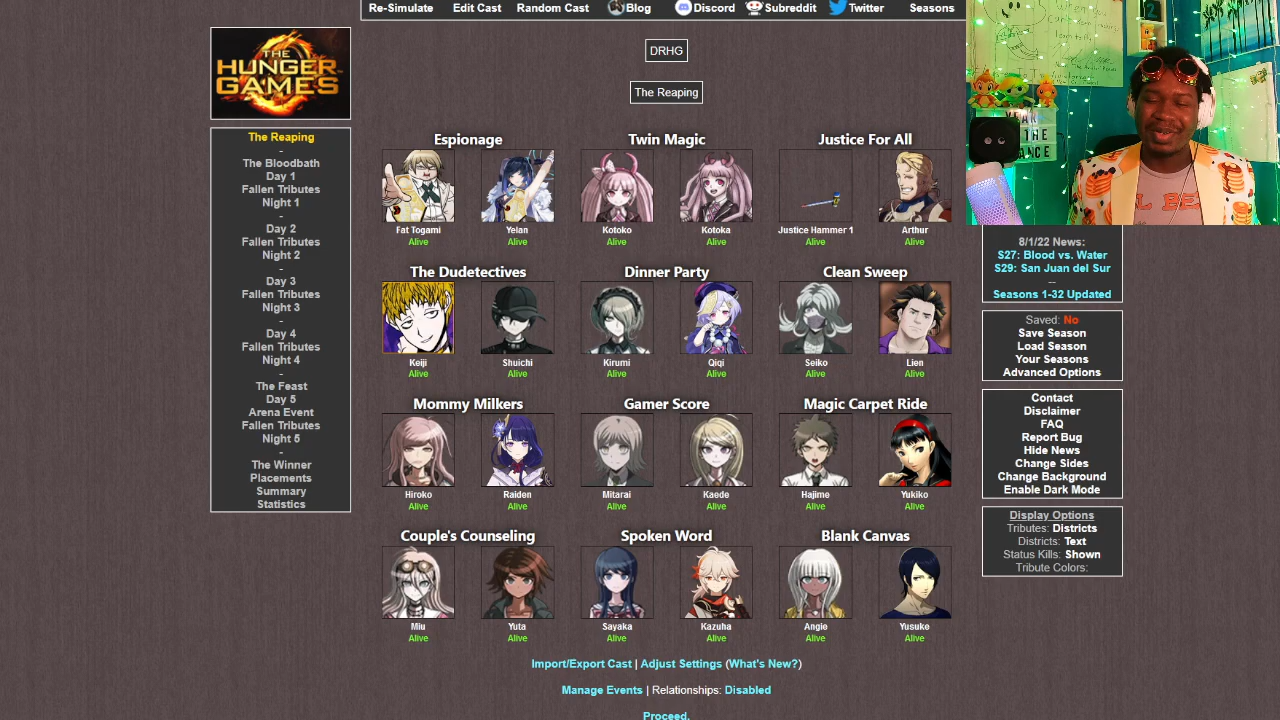 Re-Simulate Edit Cast Random Cast Blog Discord Subreddit Twitter Seasons
THE
HUNGER
GAMES
DRHG
The Reaping
The Reaping
-
The Bloodbath
Day 1
Fallen Tributes
Night 1
-
Day 2
Fallen Tributes
Night 2
-
Day 3
Fallen Tributes
Night 3
-
Day 4
Fallen Tributes
Night 4
-
The Feast
Day 5
Arena Event
Fallen Tributes
Night 5
-
The Winner
Placements
Summary
Statistics
Espionage Twin Magic Justice For All
Fat Togami Yelan Kotoko Kotoka Justice Hammer 1 Arthur
Alive Alive Alive Alive Alive Alive
The Dudetectives Dinner Party Clean Sweep
Keiji Shuichi Kirumi Qiqi Seiko Lien
Alive Alive Alive Alive Alive Alive
Mommy Milkers Gamer Score Magic Carpet Ride
Hiroko Raiden Mitarai Kaede Hajime Yukiko
Alive Alive Alive Alive Alive Alive
Couple's Counseling Spoken Word Blank Canvas
Miu Yuta Sayaka Kazuha Angie Yusuke
Alive Alive Alive Alive Alive Alive
Import/Export Cast | Adjust Settings (What's New?)
Manage Events | Relationships: Disabled
Proceed.
8/1/22 News:
S27: Blood vs. Water
S29: San Juan del Sur
--
Seasons 1-32 Updated
Saved: No
Save Season
Load Season
Your Seasons
Advanced Options
Contact
Disclaimer
FAQ
Report Bug
Hide News
Change Sides
Change Background
Enable Dark Mode
Display Options
Tributes: Districts
Districts: Text
Status Kills: Shown
Tribute Colors: